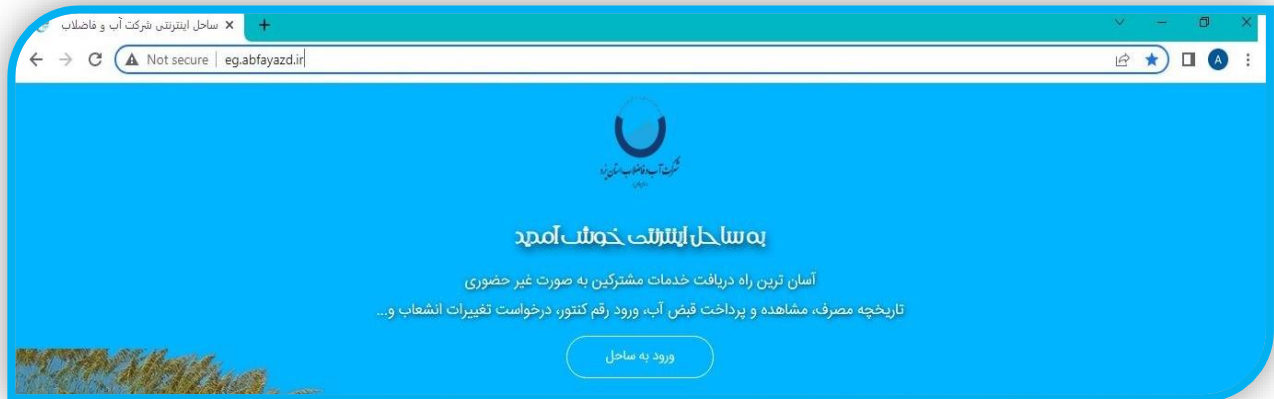 ساحل اینترنتی شرکت آب و فاضلاب
Not secure | eg.abfayazd.ir
A
شرکت آب و فاضلاب استان یزد
به ساحل اینترنتی خوش آمدید
آسان ترین راه دریافت خدمات مشترکین به صورت غیر حضوری
تاریخچه مصرف، مشاهده و پرداخت قبض آب، ورود رقم کنتور، درخواست تغییرات انشعاب و...
ورود به ساحل